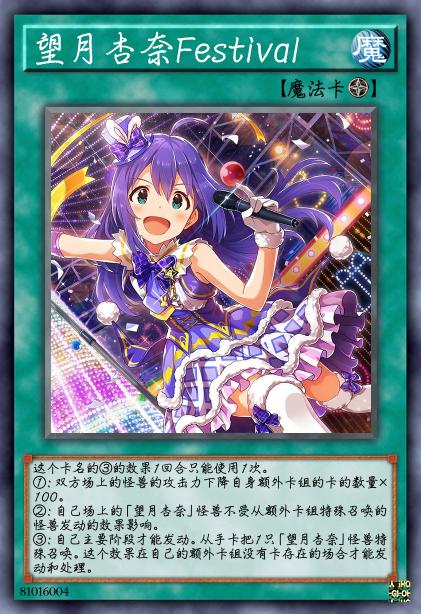 望月杏奈Festival
魔
【魔法卡】
这个卡名的③的效果1回合只能使用1次。
①：双方场上的怪兽的攻击力下降自身额外卡组的卡的数量×
100。
②：自己场上的「望月杏奈」怪兽不受从额外卡组特殊召唤的
怪兽发动的效果影响。
③：自己主要阶段才能发动。从手卡把1只「望月杏奈」怪兽特
殊召唤。这个效果在自己的额外卡组没有卡存在的场合才能发
动和处理。
81016004